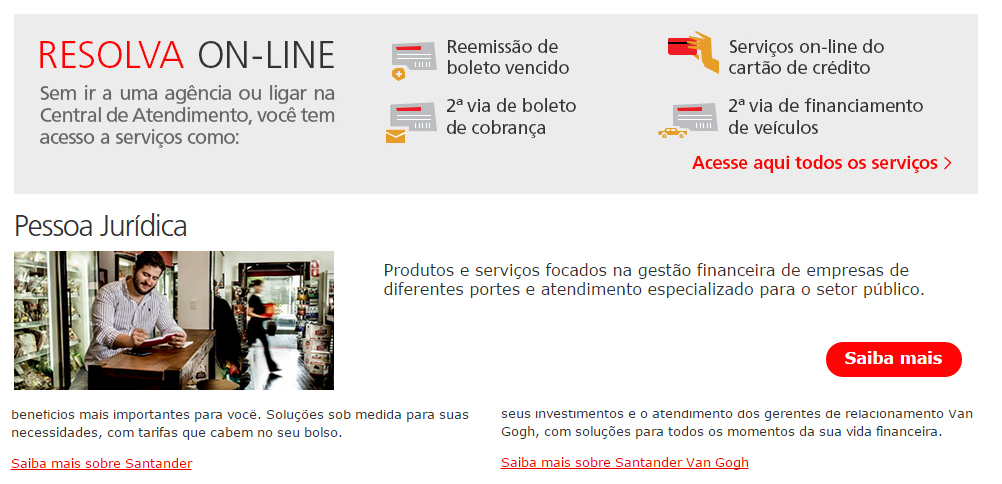 RESOLVA ON-LINE
Sem ir a uma agência ou ligar na
Central de Atendimento, você tem
acesso a serviços como:
Reemissão de
boleto vencido
2ª via de boleto
de cobrança
Serviços on-line do
cartão de crédito
2ª via de financiamento
de veículos
Acesse aqui todos os serviços >
Pessoa Jurídica
Produtos e serviços focados na gestão financeira de empresas de
diferentes portes e atendimento especializado para o setor público.
Saiba mais
benefícios mais importantes para você. Soluções sob medida para suas
necessidades, com tarifas que cabem no seu bolso.
Saiba mais sobre Santander
seus investimentos e o atendimento dos gerentes de relacionamento Van
Gogh, com soluções para todos os momentos da sua vida financeira.
Saiba mais sobre Santander Van Gogh